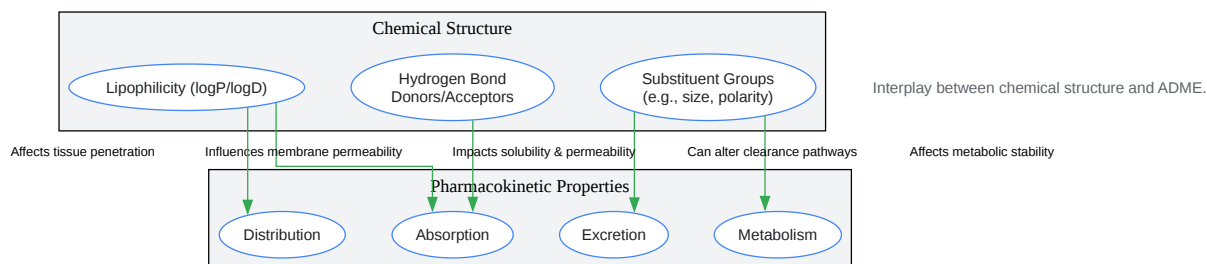 Chemical Structure
Lipophilicity (logP/logD)
Hydrogen Bond
Donors/Acceptors
Substituent Groups
(e.g., size, polarity)
Interplay between chemical structure and ADME.
Affects tissue penetration
Influences membrane permeability
Impacts solubility & permeability
Can alter clearance pathways
Affects metabolic stability
Pharmacokinetic Properties
Distribution
Absorption
Excretion
Metabolism